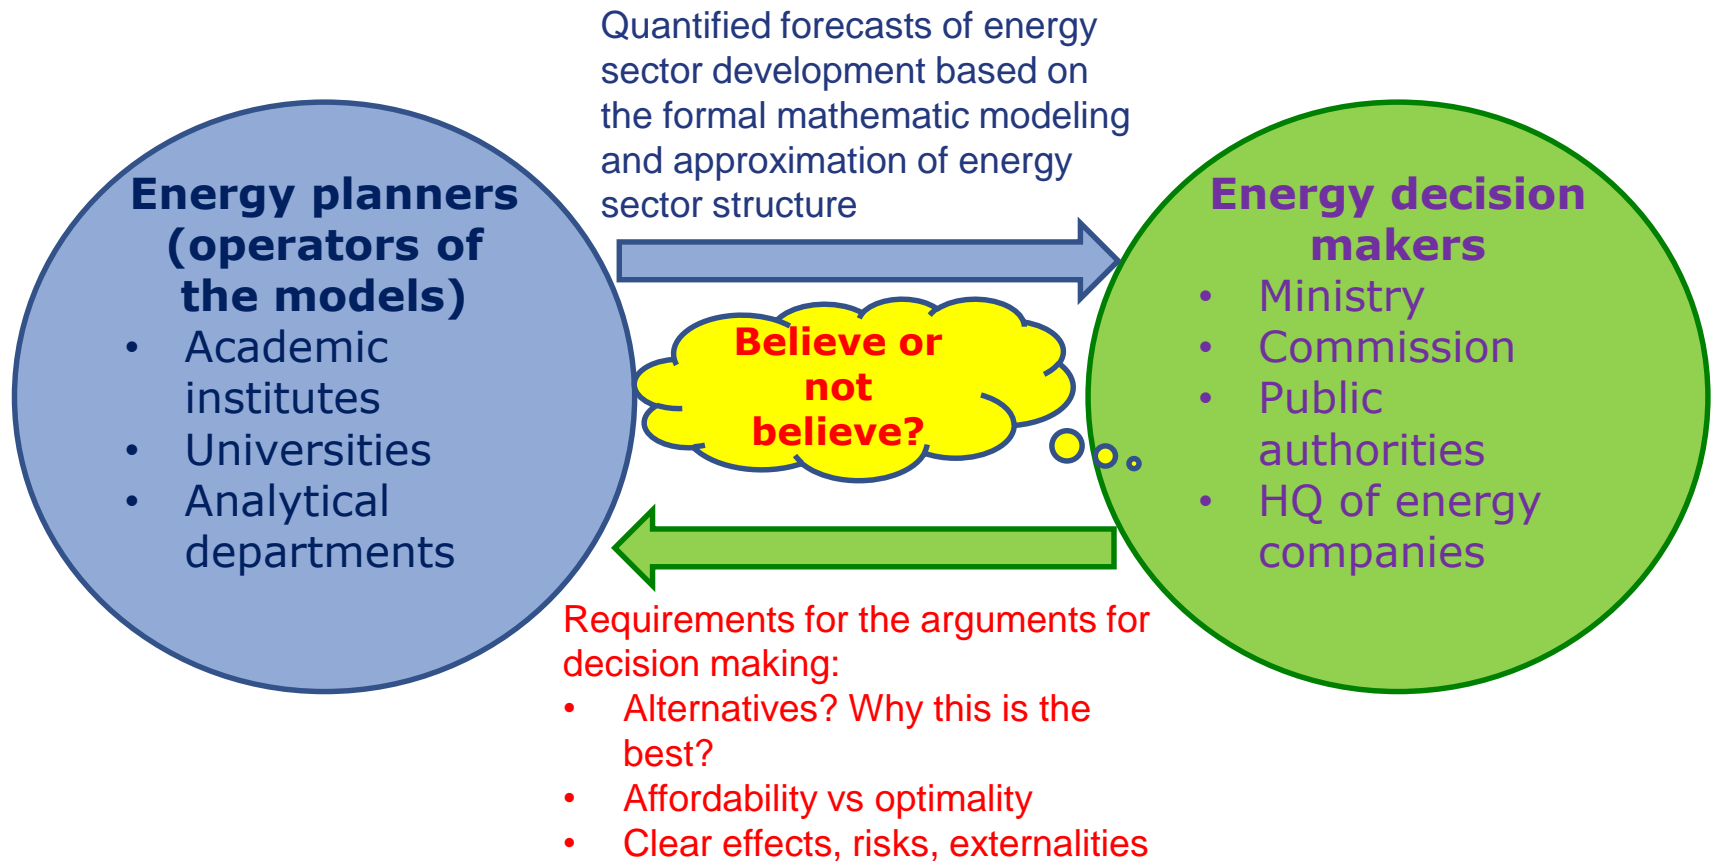 Quantified forecasts of energy
sector development based on
the formal mathematic modeling
and approximation of energy
sector structure
Energy planners
(operators of
the models)
• Academic
institutes
• Universities
• Analytical
departments
Believe or
not
believe?
Energy decision
makers
• Ministry
• Commission
• Public
authorities
• HQ of energy
companies
Requirements for the arguments for
decision making:
• Alternatives? Why this is the
best?
• Affordability vs optimality
• Clear effects, risks, externalities